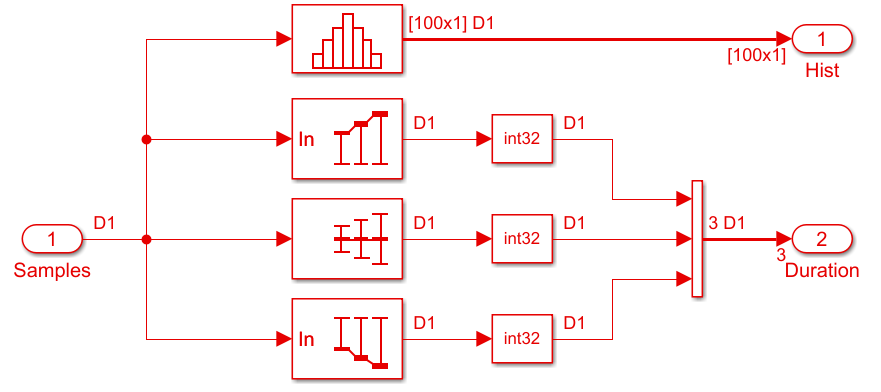 [100x1] D1
1
[100x1]
Hist
In
D1
int32
D1
D1
1
Samples
D1
int32
D1
3 D1
2
3
Duration
In
D1
int32
D1